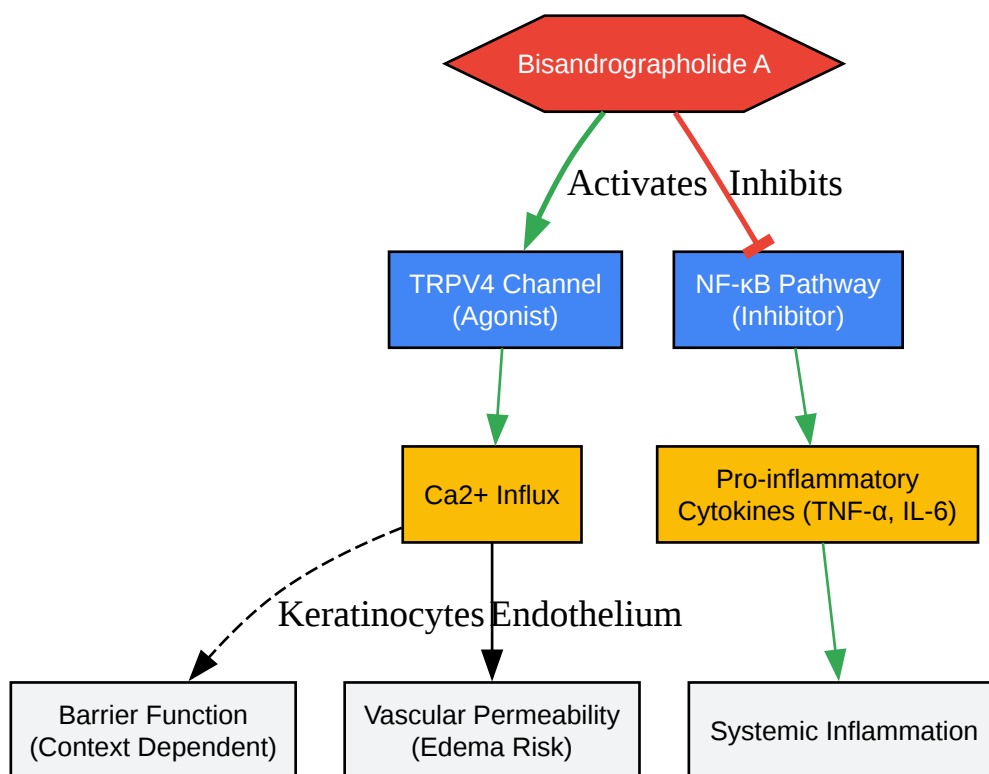 Bisandrographolide A
Activates
Inhibits
TRPV4 Channel
(Agonist)
NF-κB Pathway
(Inhibitor)
Ca2+ Influx
Pro-inflammatory
Cytokines (TNF-α, IL-6)
Keratinocytes
Endothelium
Barrier Function
(Context Dependent)
Vascular Permeability
(Edema Risk)
Systemic Inflammation